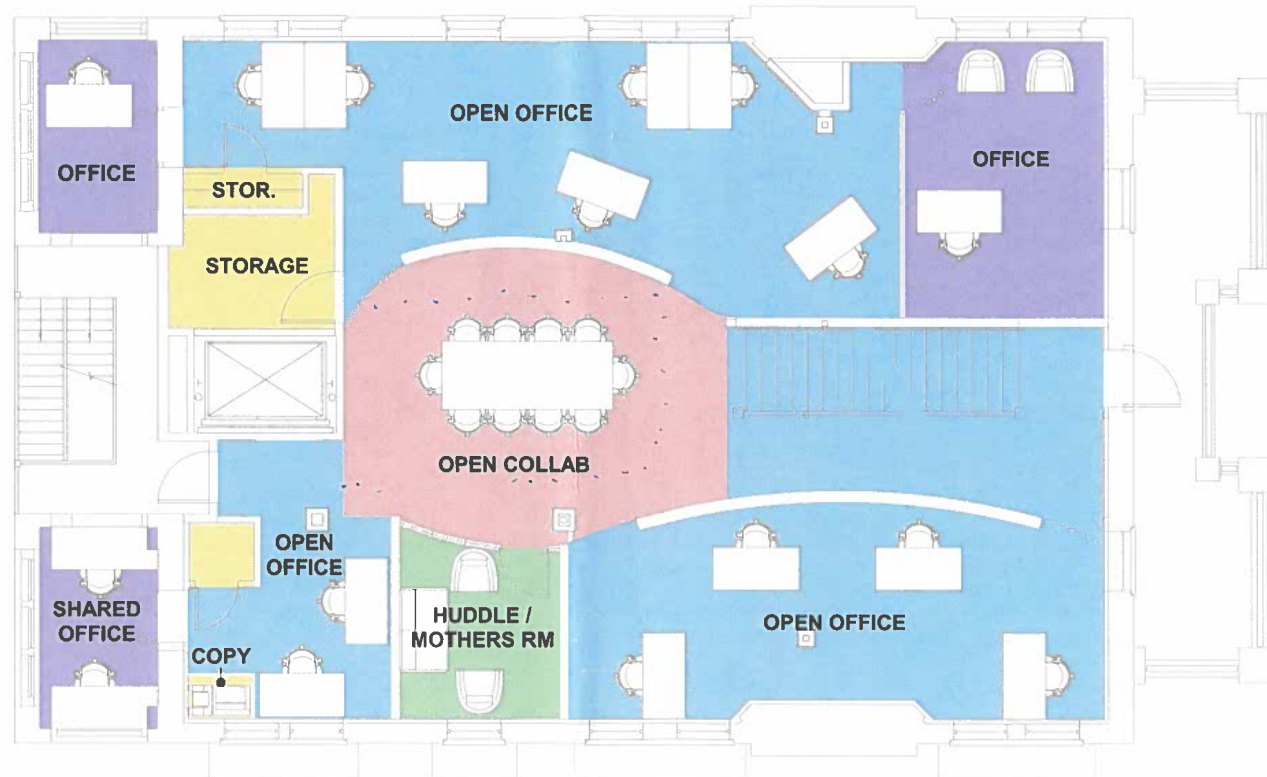 OPEN OFFICE
OFFICE
OFFICE
STOR.
STORAGE
OPEN COLLAB
OPEN
OFFICE
SHARED
OFFICE
HUDDLE /
MOTHERS RM
OPEN OFFICE
COPY